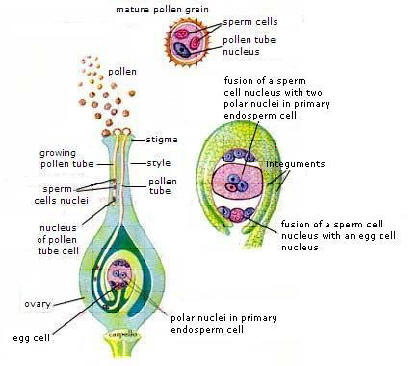 mature pollen grain
sperm cells
pollen tube
nucleus
pollen
fusion of a sperm
cell nucleus with two
polar nuclei in primary
endosperm cell
stigma
growing
pollen tube
style
integuments
sperm
cells nuclei
pollen
tube
nucleus
of pollen
tube cell
fusion of a sperm cell
nucleus with an egg cell
nucleus
ovary
polar nuclei in primary
endosperm cell
egg cell